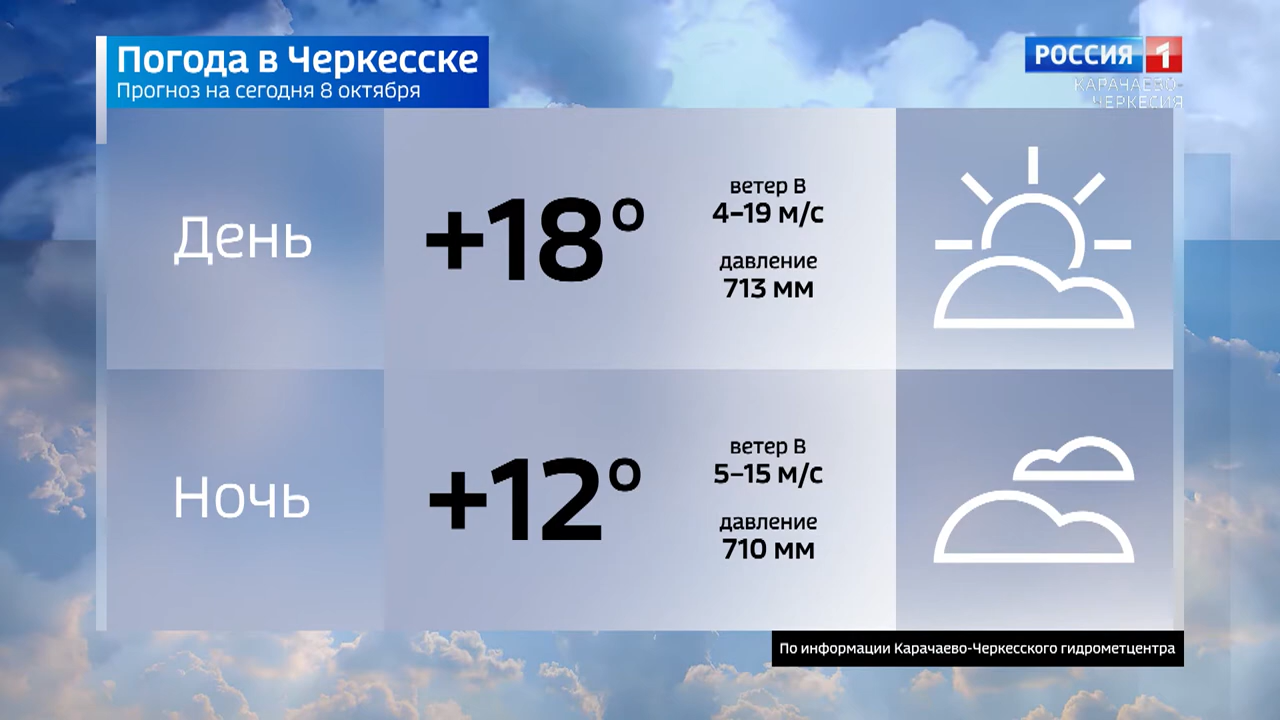 Погода в Черкесске
Прогноз на сегодня 8 октября
РОССИЯ 1
КАРАЧАЕВО-
ЧЕРКЕСИЯ
День
+18°
ветер В
4–19 м/с
давление
713 мм
Ночь
+12°
ветер В
5–15 м/с
давление
710 мм
По информации Карачаево-Черкесского гидрометцентра